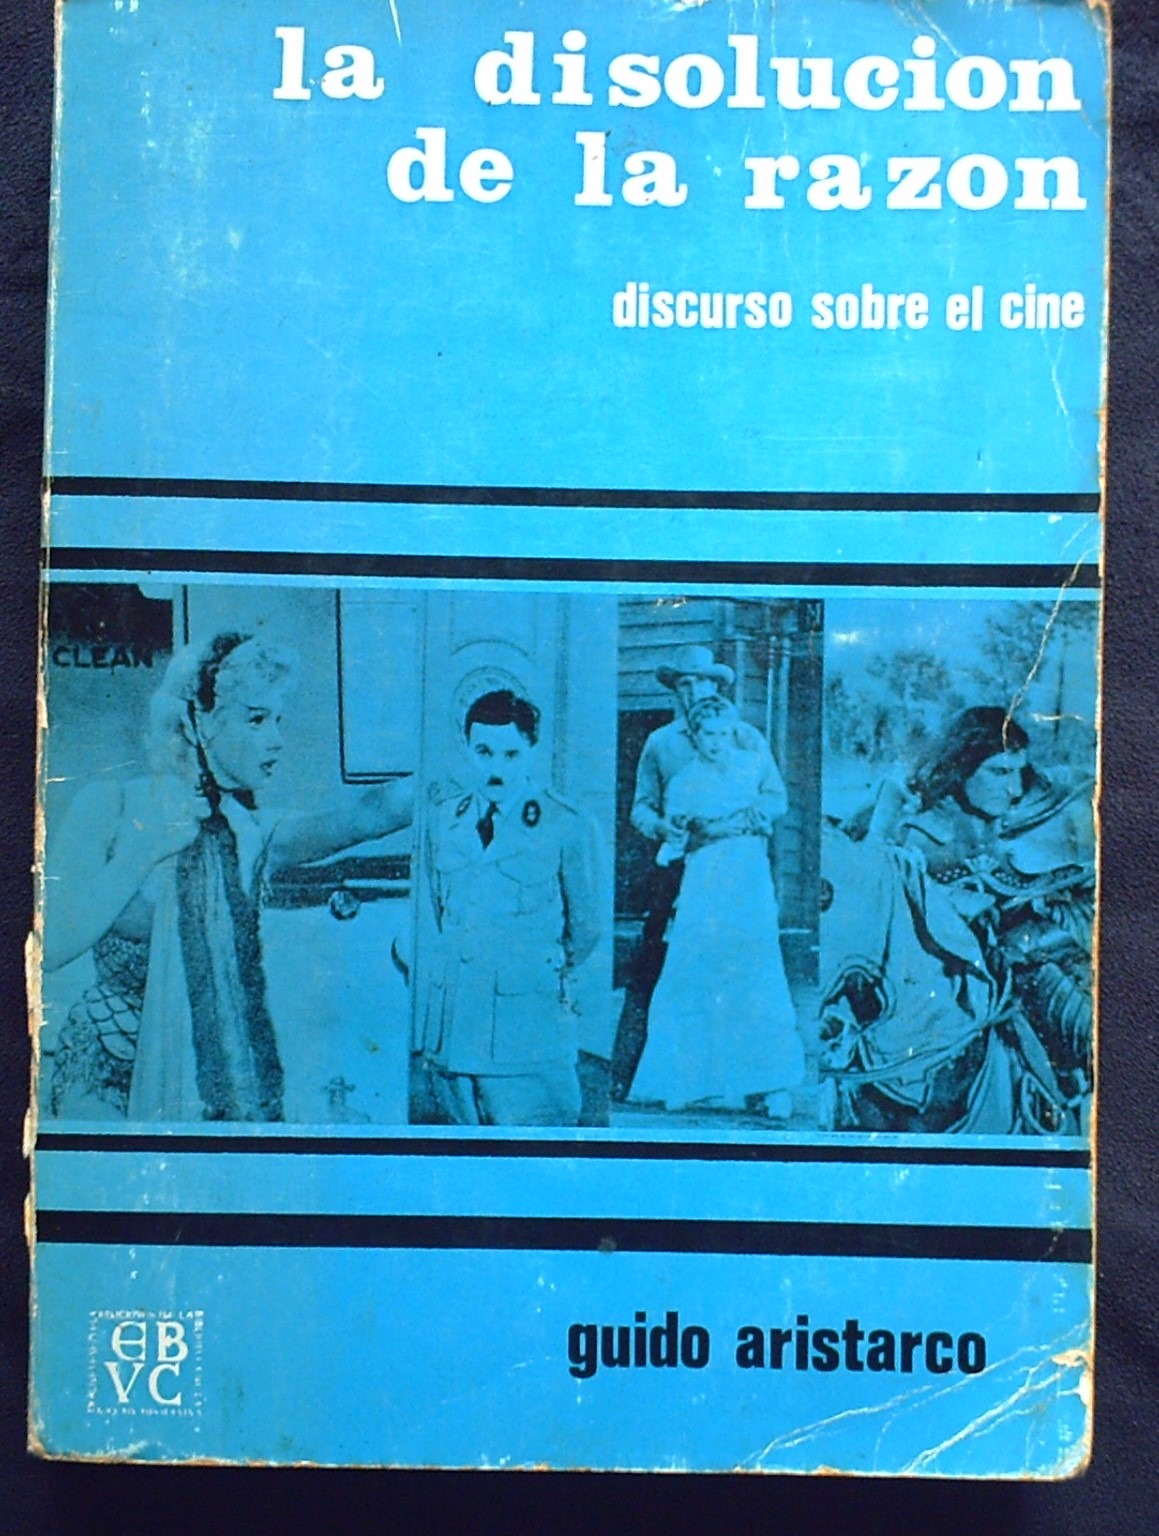 la disolucion
de la razon
discurso sobre el cine
CLEAN
EB
VC
guido aristarco